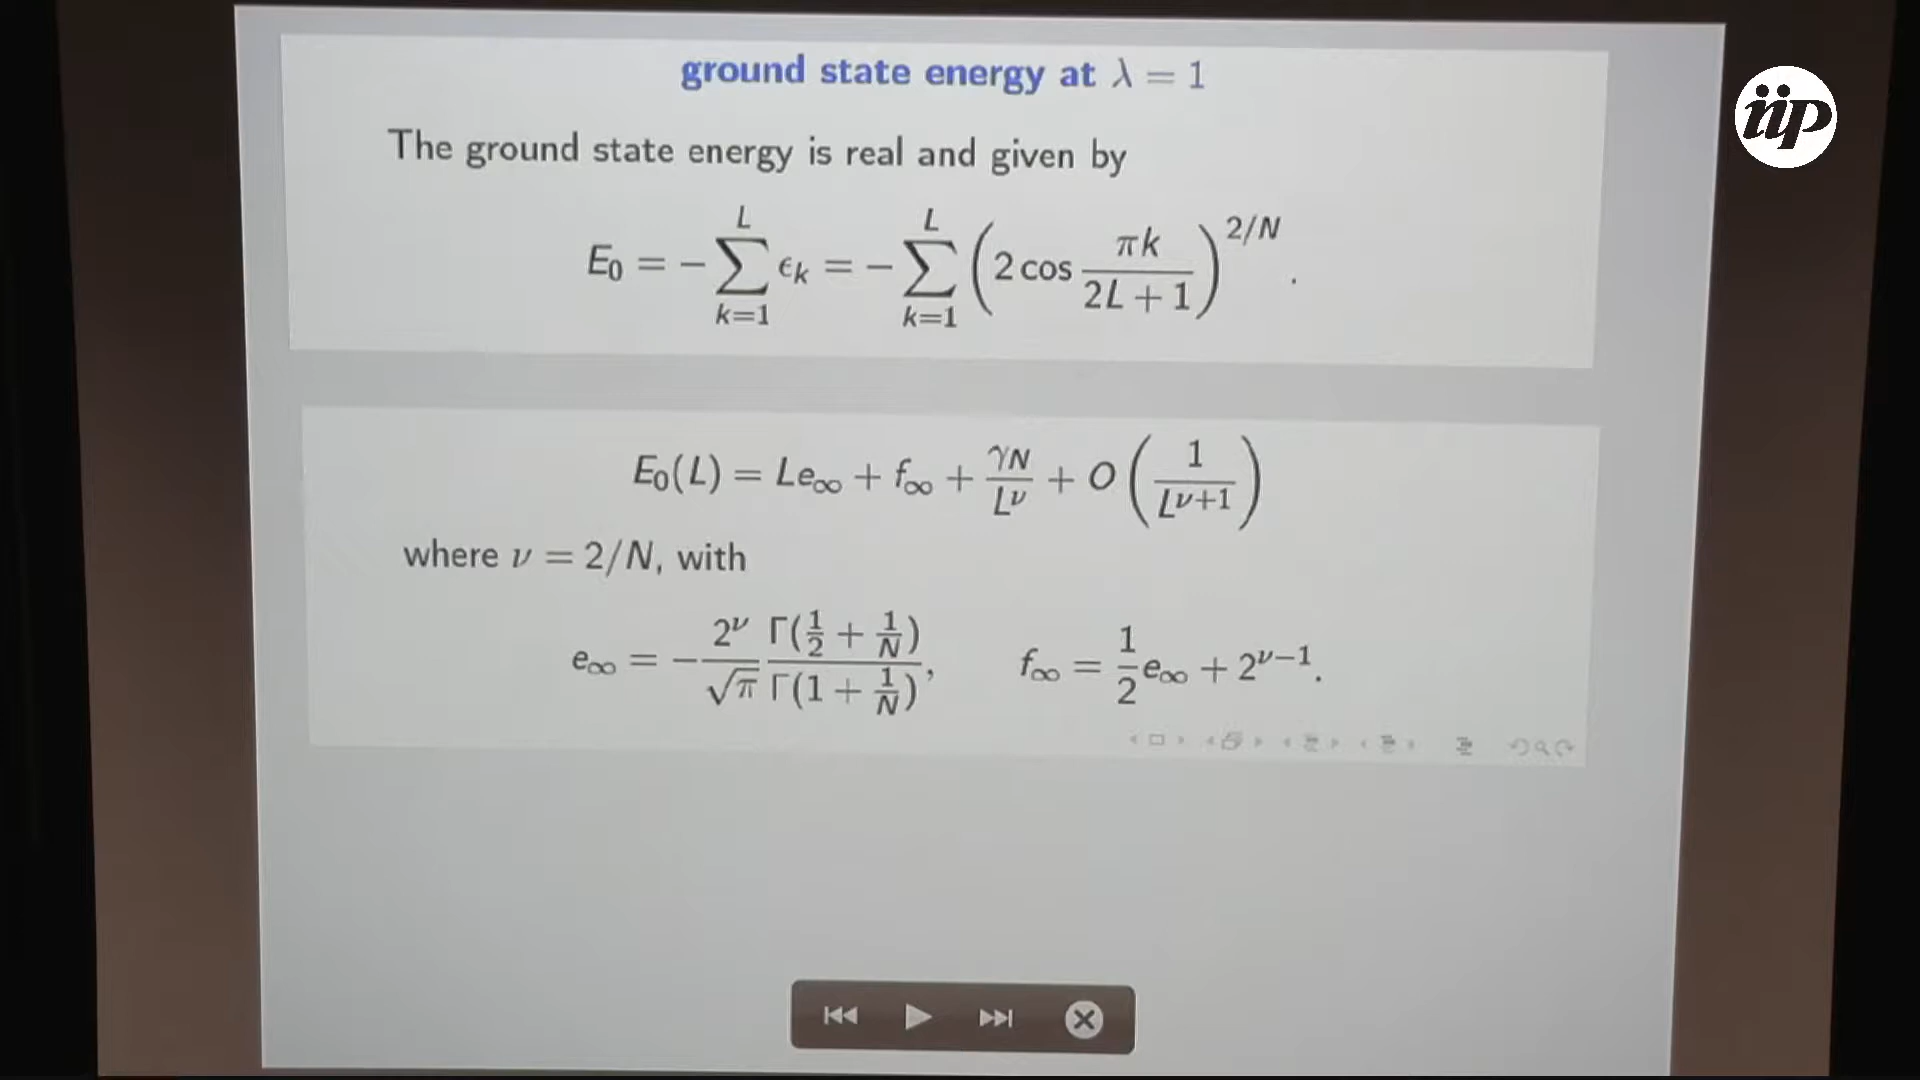 iip
ground state energy at λ = 1
The ground state energy is real and given by
E₀ = − ∑_{k=1}^{L} ϵ_k = − ∑_{k=1}^{L} (2 cos πk/(2L + 1))^{2/N} .
E₀(L) = Le_∞ + f_∞ + γ_N/L^ν + O(1/L^{ν+1})
where ν = 2/N, with
e_∞ = − 2^ν/√π Γ(1/2 + 1/N)/Γ(1 + 1/N), f_∞ = 1/2 e_∞ + 2^{ν−1}.